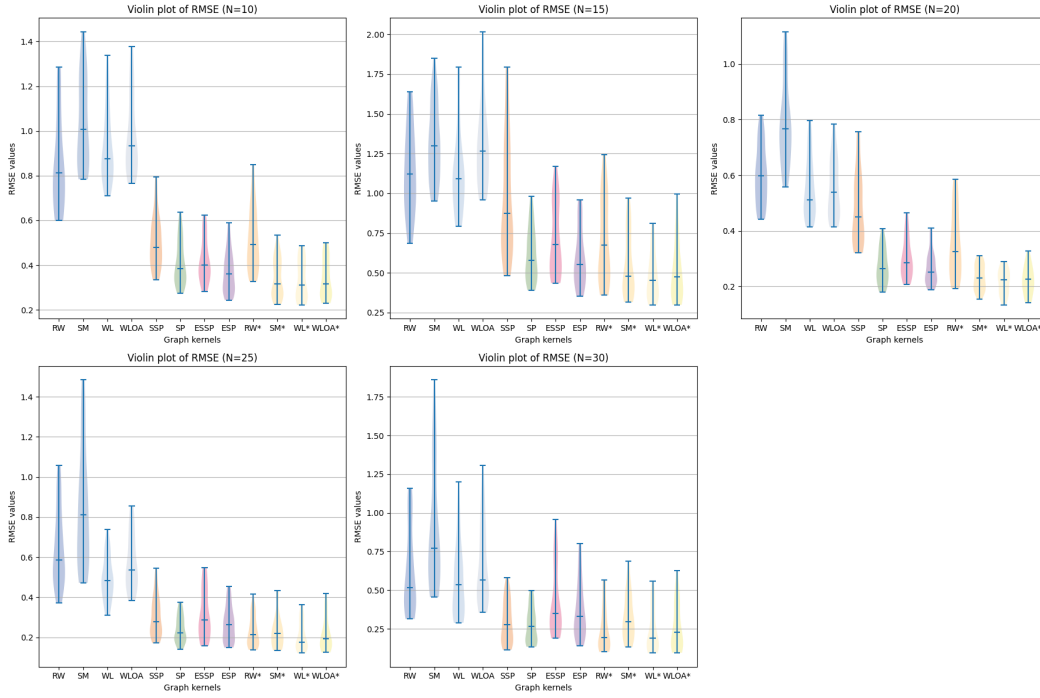 Violin plot of RMSE (N=10)
RMSE values
1.4
1.2
1.0
0.8
0.6
0.4
0.2
RW SM WL WLOA SSP SP ESSP ESP RW* SM* WL* WLOA*
Graph kernels
Violin plot of RMSE (N=15)
RMSE values
2.00
1.75
1.50
1.25
1.00
0.75
0.50
0.25
RW SM WL WLOA SSP SP ESSP ESP RW* SM* WL* WLOA*
Graph kernels
Violin plot of RMSE (N=20)
RMSE values
1.0
0.8
0.6
0.4
0.2
RW SM WL WLOA SSP SP ESSP ESP RW* SM* WL* WLOA*
Graph kernels
Violin plot of RMSE (N=25)
RMSE values
1.4
1.2
1.0
0.8
0.6
0.4
0.2
RW SM WL WLOA SSP SP ESSP ESP RW* SM* WL* WLOA*
Graph kernels
Violin plot of RMSE (N=30)
RMSE values
1.75
1.50
1.25
1.00
0.75
0.50
0.25
RW SM WL WLOA SSP SP ESSP ESP RW* SM* WL* WLOA*
Graph kernels